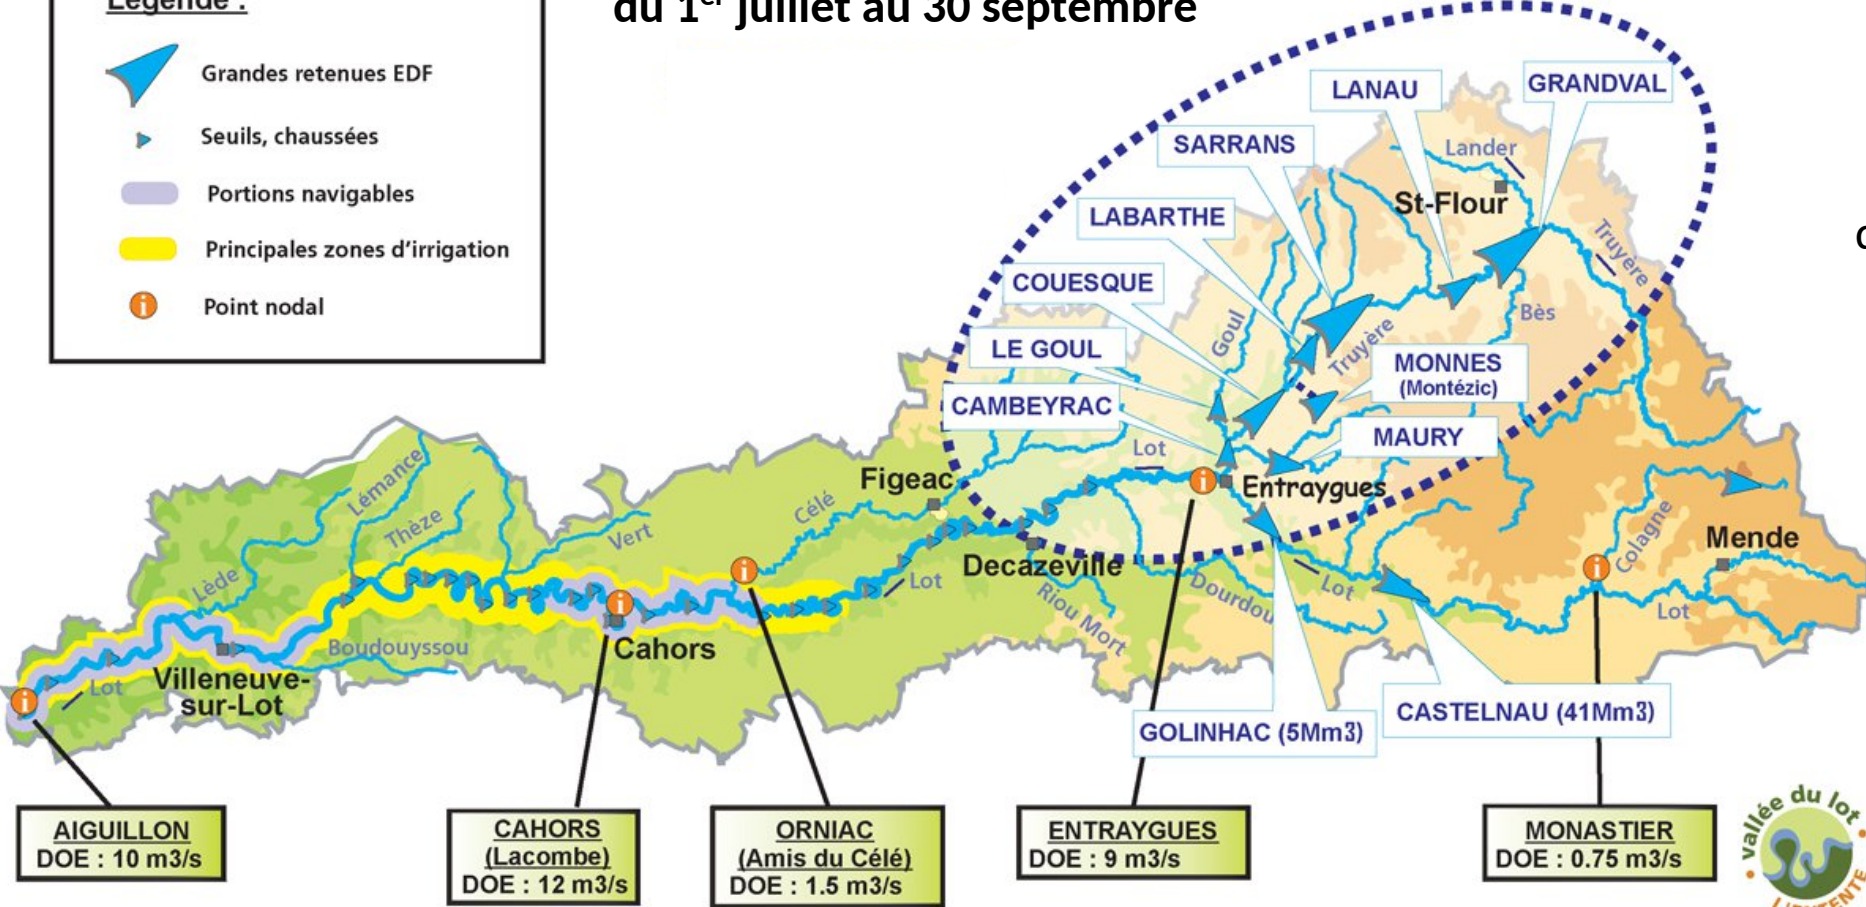 Légende :
du 1er juillet au 30 septembre
Grandes retenues EDF
Seuils, chaussées
Portions navigables
Principales zones d'irrigation
Point nodal
LANAU
GRANDVAL
SARRANS
Lander
St-Flour
LABARTHE
Truyère
COUESQUE
Goul
Bès
LE GOUL
Truyère
MONNES
(Montézic)
CAMBEYRAC
MAURY
Lot
Figeac
Entraygues
Lémance
Célé
Thèze
Vert
Colagne
Mende
Decazeville
Lède
Lot
Riou Mort
Dourdou
Lot
Lot
Boudouyssou
Cahors
Lot
Villeneuve-
sur-Lot
GOLINHAC (5Mm3)
CASTELNAU (41Mm3)
AIGUILLON
DOE : 10 m3/s
CAHORS
(Lacombe)
DOE : 12 m3/s
ORNIAC
(Amis du Célé)
DOE : 1.5 m3/s
ENTRAYGUES
DOE : 9 m3/s
MONASTIER
DOE : 0.75 m3/s
vallée du lot
L'ENTENTE